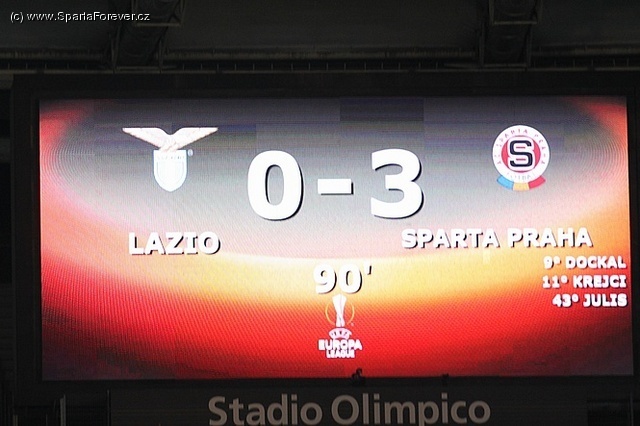 (c) www.SpartaForever.cz
0-3
LAZIO
SPARTA PRAHA
S
90'
9° DOCKAL
11° KREJCI
43° JULIS
UEFA
EUROPA
LEAGUE
Stadio Olimpico